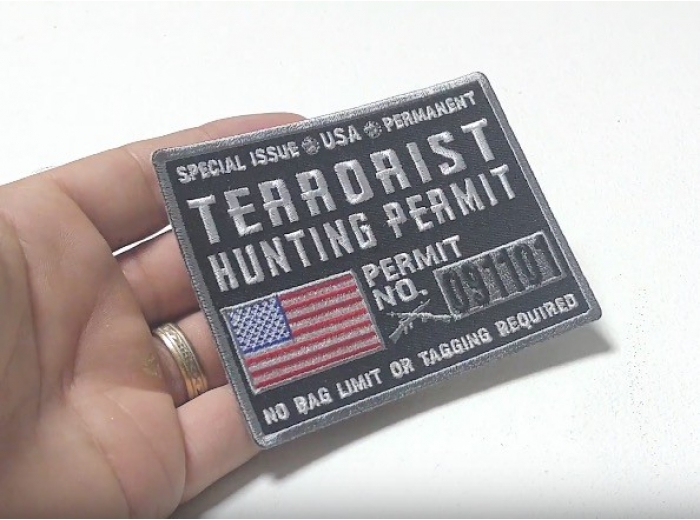 SPECIAL ISSUE USA PERMANENT
TERRORIST
HUNTING PERMIT
PERMIT
NO. 091101
NO BAG LIMIT OR TAGGING REQUIRED